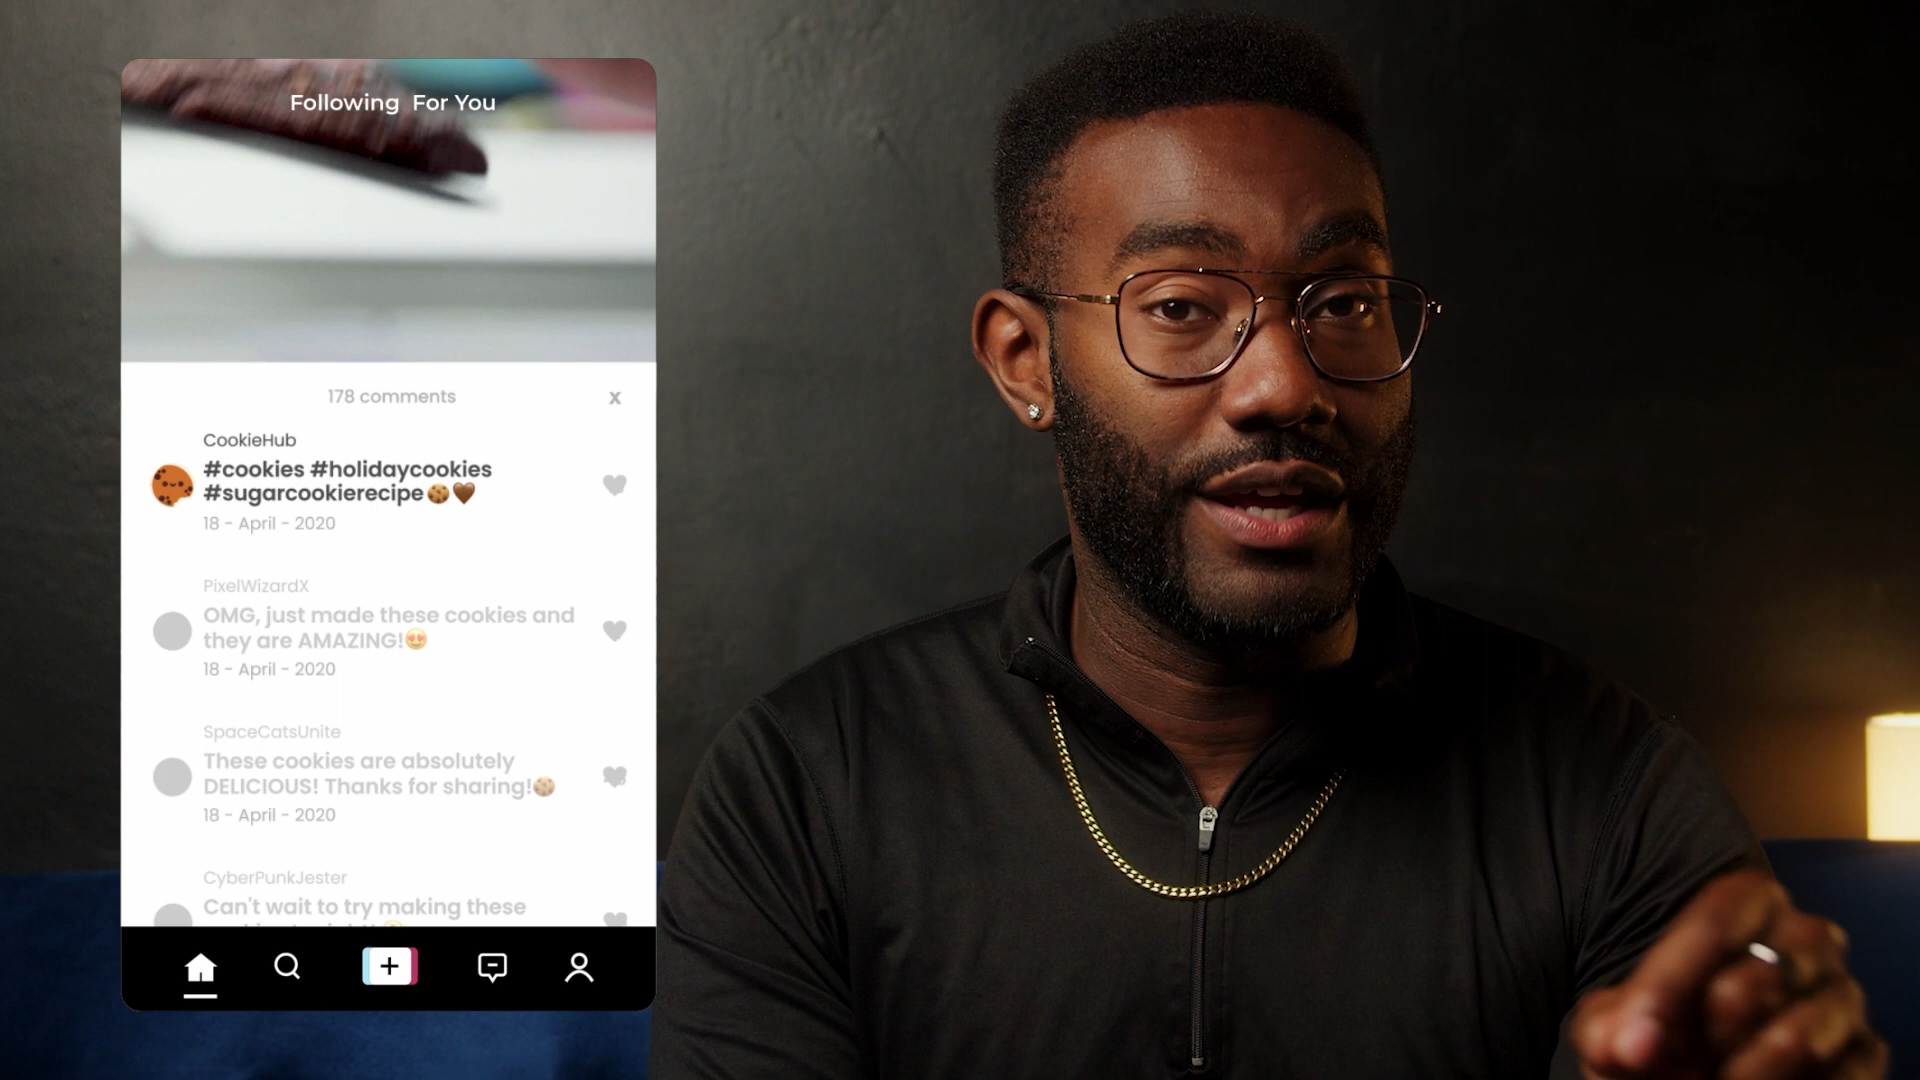 Following For You
178 comments x
CookieHub
#cookies #holidaycookies
#sugarcookierecipe🍪🤎
18 - April - 2020
PixelWizardX
OMG, just made these cookies and
they are AMAZING!😍
18 - April - 2020
SpaceCatsUnite
These cookies are absolutely
DELICIOUS! Thanks for sharing!🍪
18 - April - 2020
CyberPunkJester
Can't wait to try making these